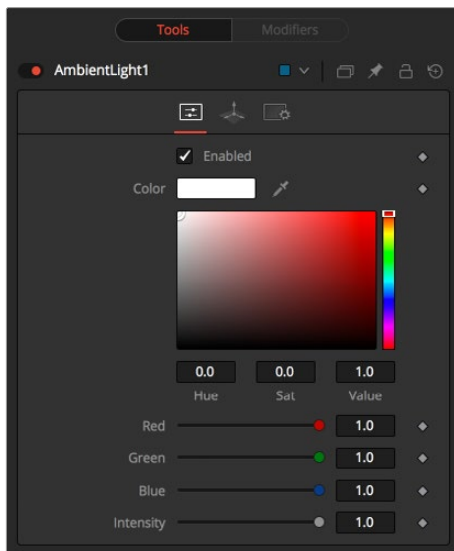 Tools Modifiers
AmbientLight1
Enabled
Color
0.0 0.0 1.0
Hue Sat Value
Red 1.0
Green 1.0
Blue 1.0
Intensity 1.0